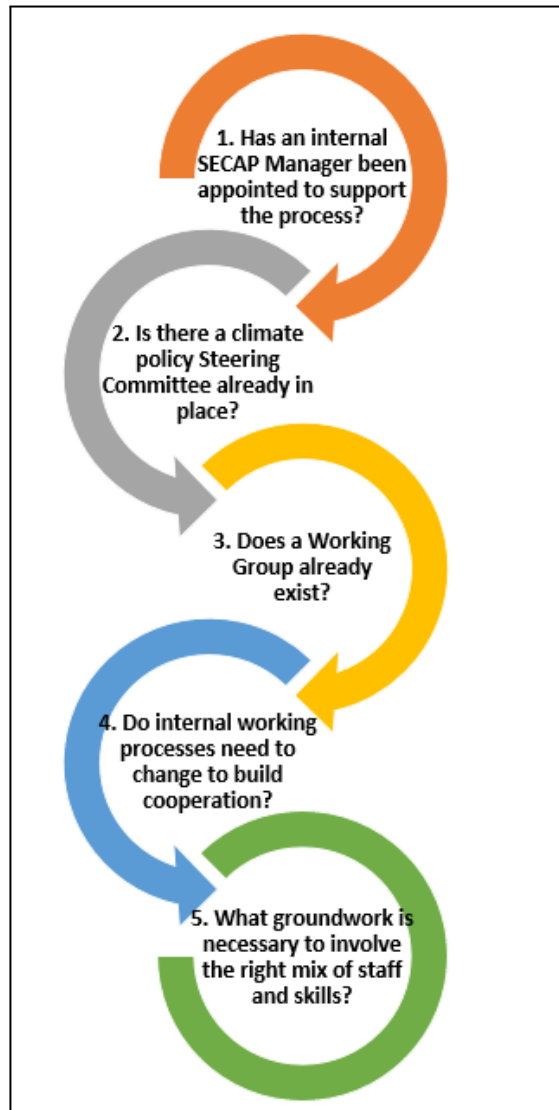 1. Has an internal
SECAP Manager been
appointed to support
the process?
2. Is there a climate
policy Steering
Committee already in
place?
3. Does a Working
Group already
exist?
4. Do internal working
processes need to
change to build
cooperation?
5. What groundwork is
necessary to involve
the right mix of staff
and skills?